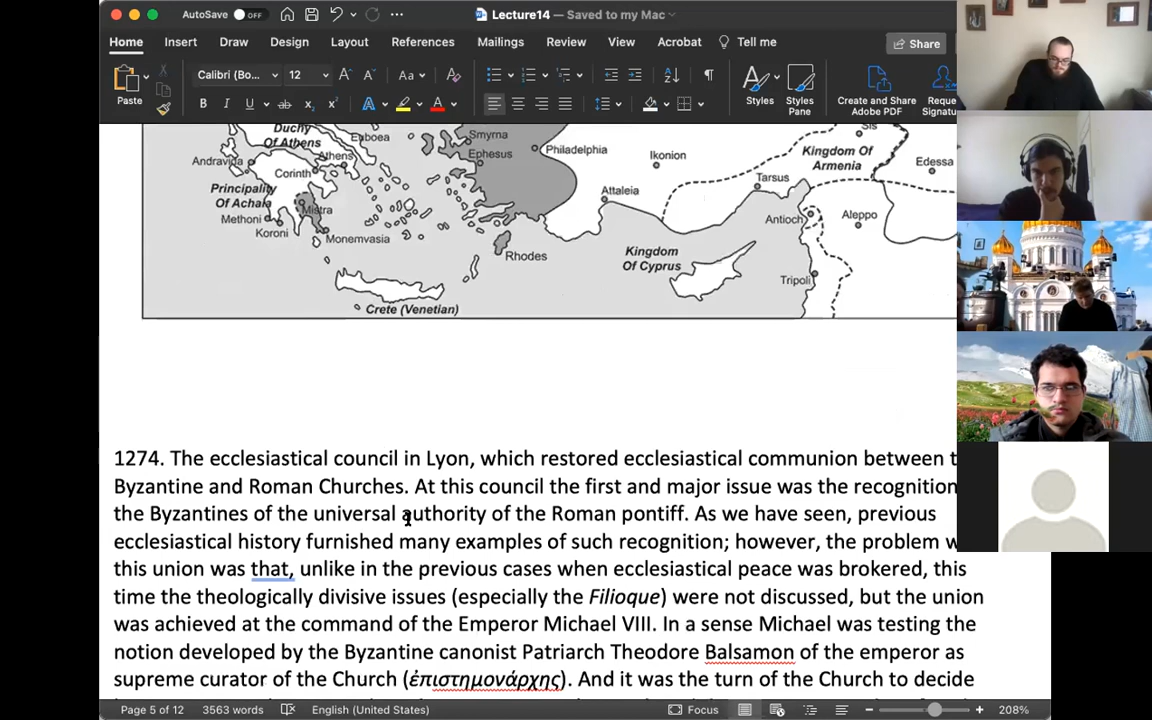 AutoSave OFF Lecture14 — Saved to my Mac
Home Insert Draw Design Layout References Mailings Review View Acrobat Tell me Share
Paste Calibri (Bo... 12 Aa Styles Styles Pane Create and Share Adobe PDF Reque Signatu
Duchy
Of Athens
Euboea
Smyrna
Sis
Andravida
Athens
Ephesus
Philadelphia
Ikonion
Kingdom Of
Armenia
Edessa
Corinth
Principality
Of Achaia
Mistra
Attaleia
Tarsus
Methoni
Antioch
Aleppo
Koroni
Monemvasia
Rhodes
Kingdom
Of Cyprus
Tripoli
Crete (Venetian)
1274. The ecclesiastical council in Lyon, which restored ecclesiastical communion between t
Byzantine and Roman Churches. At this council the first and major issue was the recognition
the Byzantines of the universal authority of the Roman pontiff. As we have seen, previous
ecclesiastical history furnished many examples of such recognition; however, the problem w
this union was that, unlike in the previous cases when ecclesiastical peace was brokered, this
time the theologically divisive issues (especially the Filioque) were not discussed, but the union
was achieved at the command of the Emperor Michael VIII. In a sense Michael was testing the
notion developed by the Byzantine canonist Patriarch Theodore Balsamon of the emperor as
supreme curator of the Church (ἐπιστημονάρχης). And it was the turn of the Church to decide
Page 5 of 12 3563 words English (United States) Focus 208%